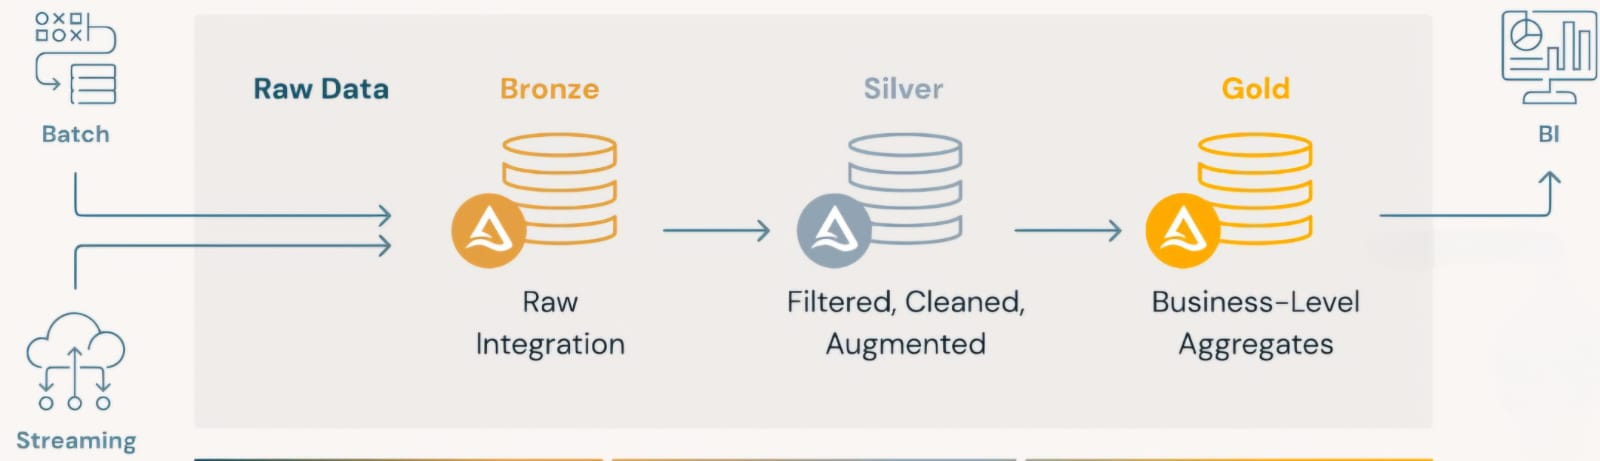 Batch
Raw Data
Bronze
Silver
Gold
BI
Raw
Integration
Filtered, Cleaned,
Augmented
Business-Level
Aggregates
Streaming